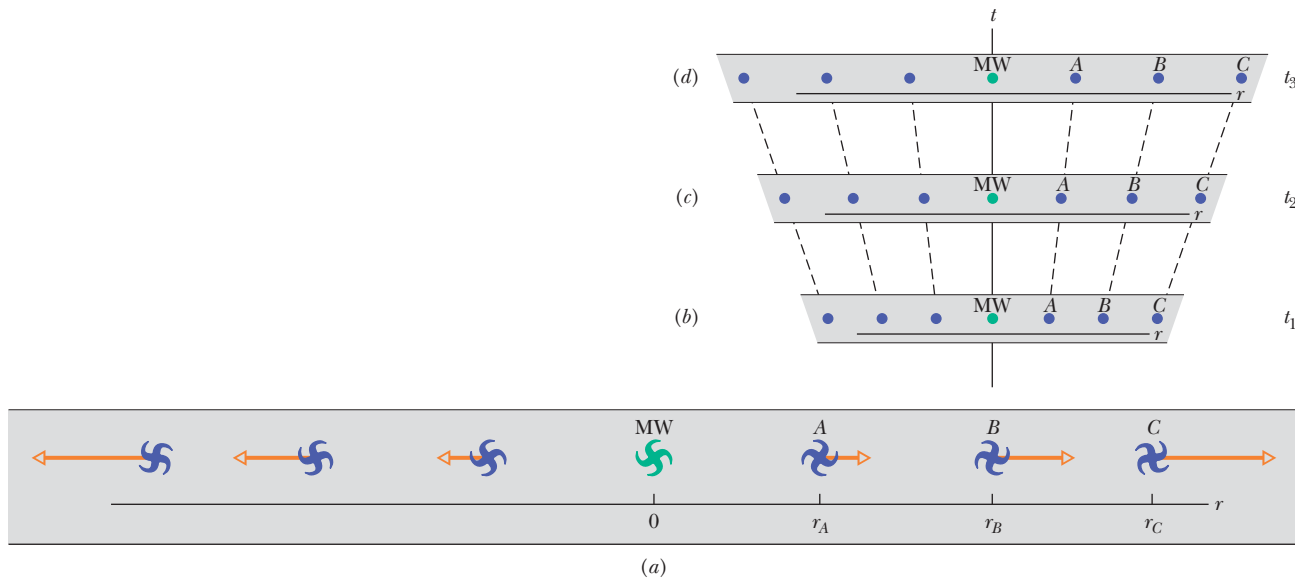 t
(d) MW A B C t3
r
(c) MW A B C t2
r
(b) MW A B C t1
r
MW A B C
r
0 rA rB rC
(a)